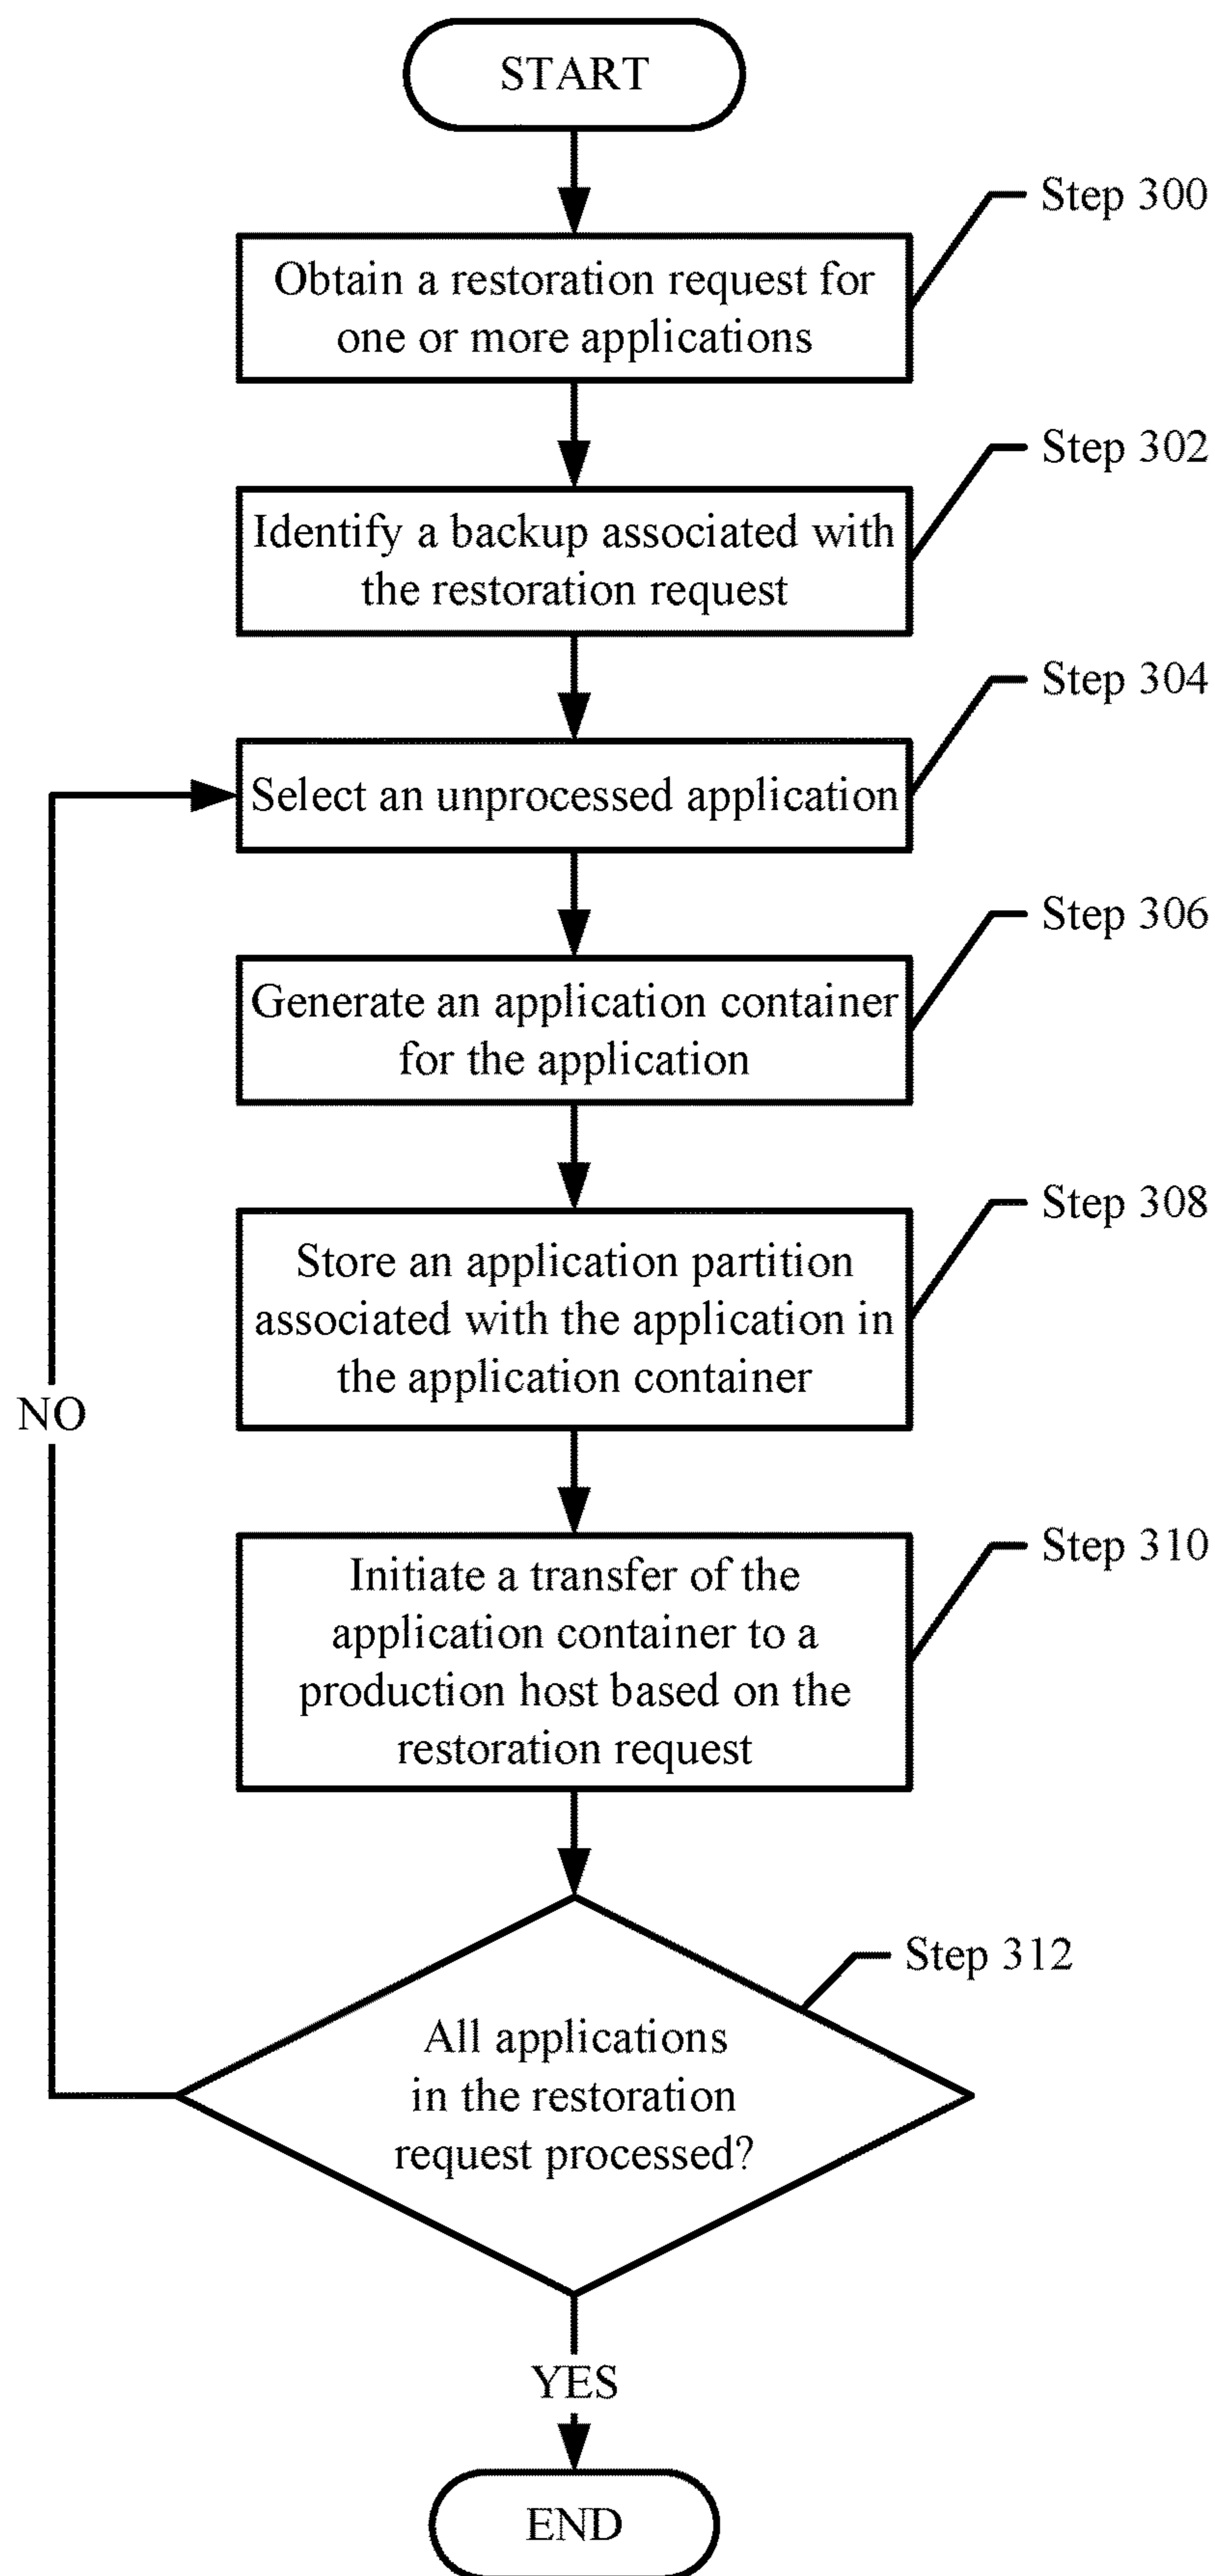 START
Step 300
Obtain a restoration request for
one or more applications
Step 302
Identify a backup associated with
the restoration request
Step 304
Select an unprocessed application
Step 306
Generate an application container
for the application
Step 308
Store an application partition
associated with the application in
the application container
NO
Step 310
Initiate a transfer of the
application container to a
production host based on the
restoration request
Step 312
All applications
in the restoration
request processed?
YES
END